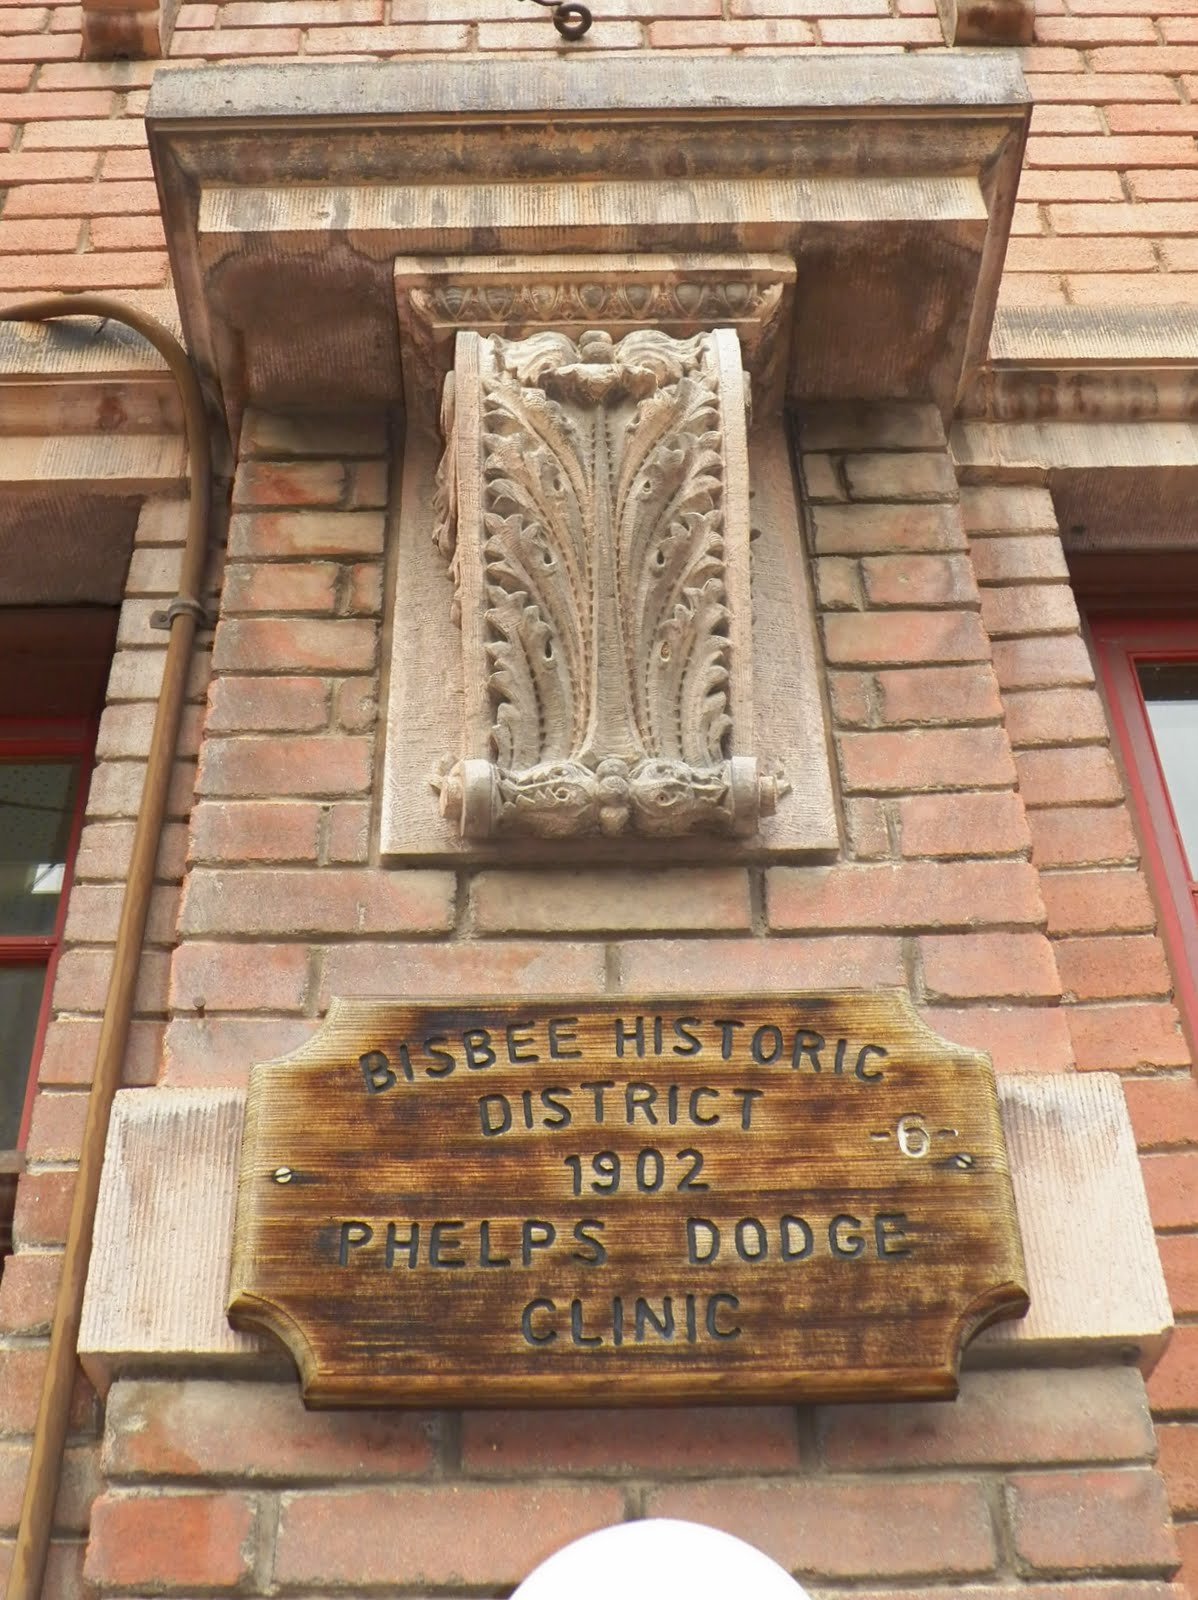 BISBEE HISTORIC
DISTRICT
-6-
1902
PHELPS DODGE
CLINIC